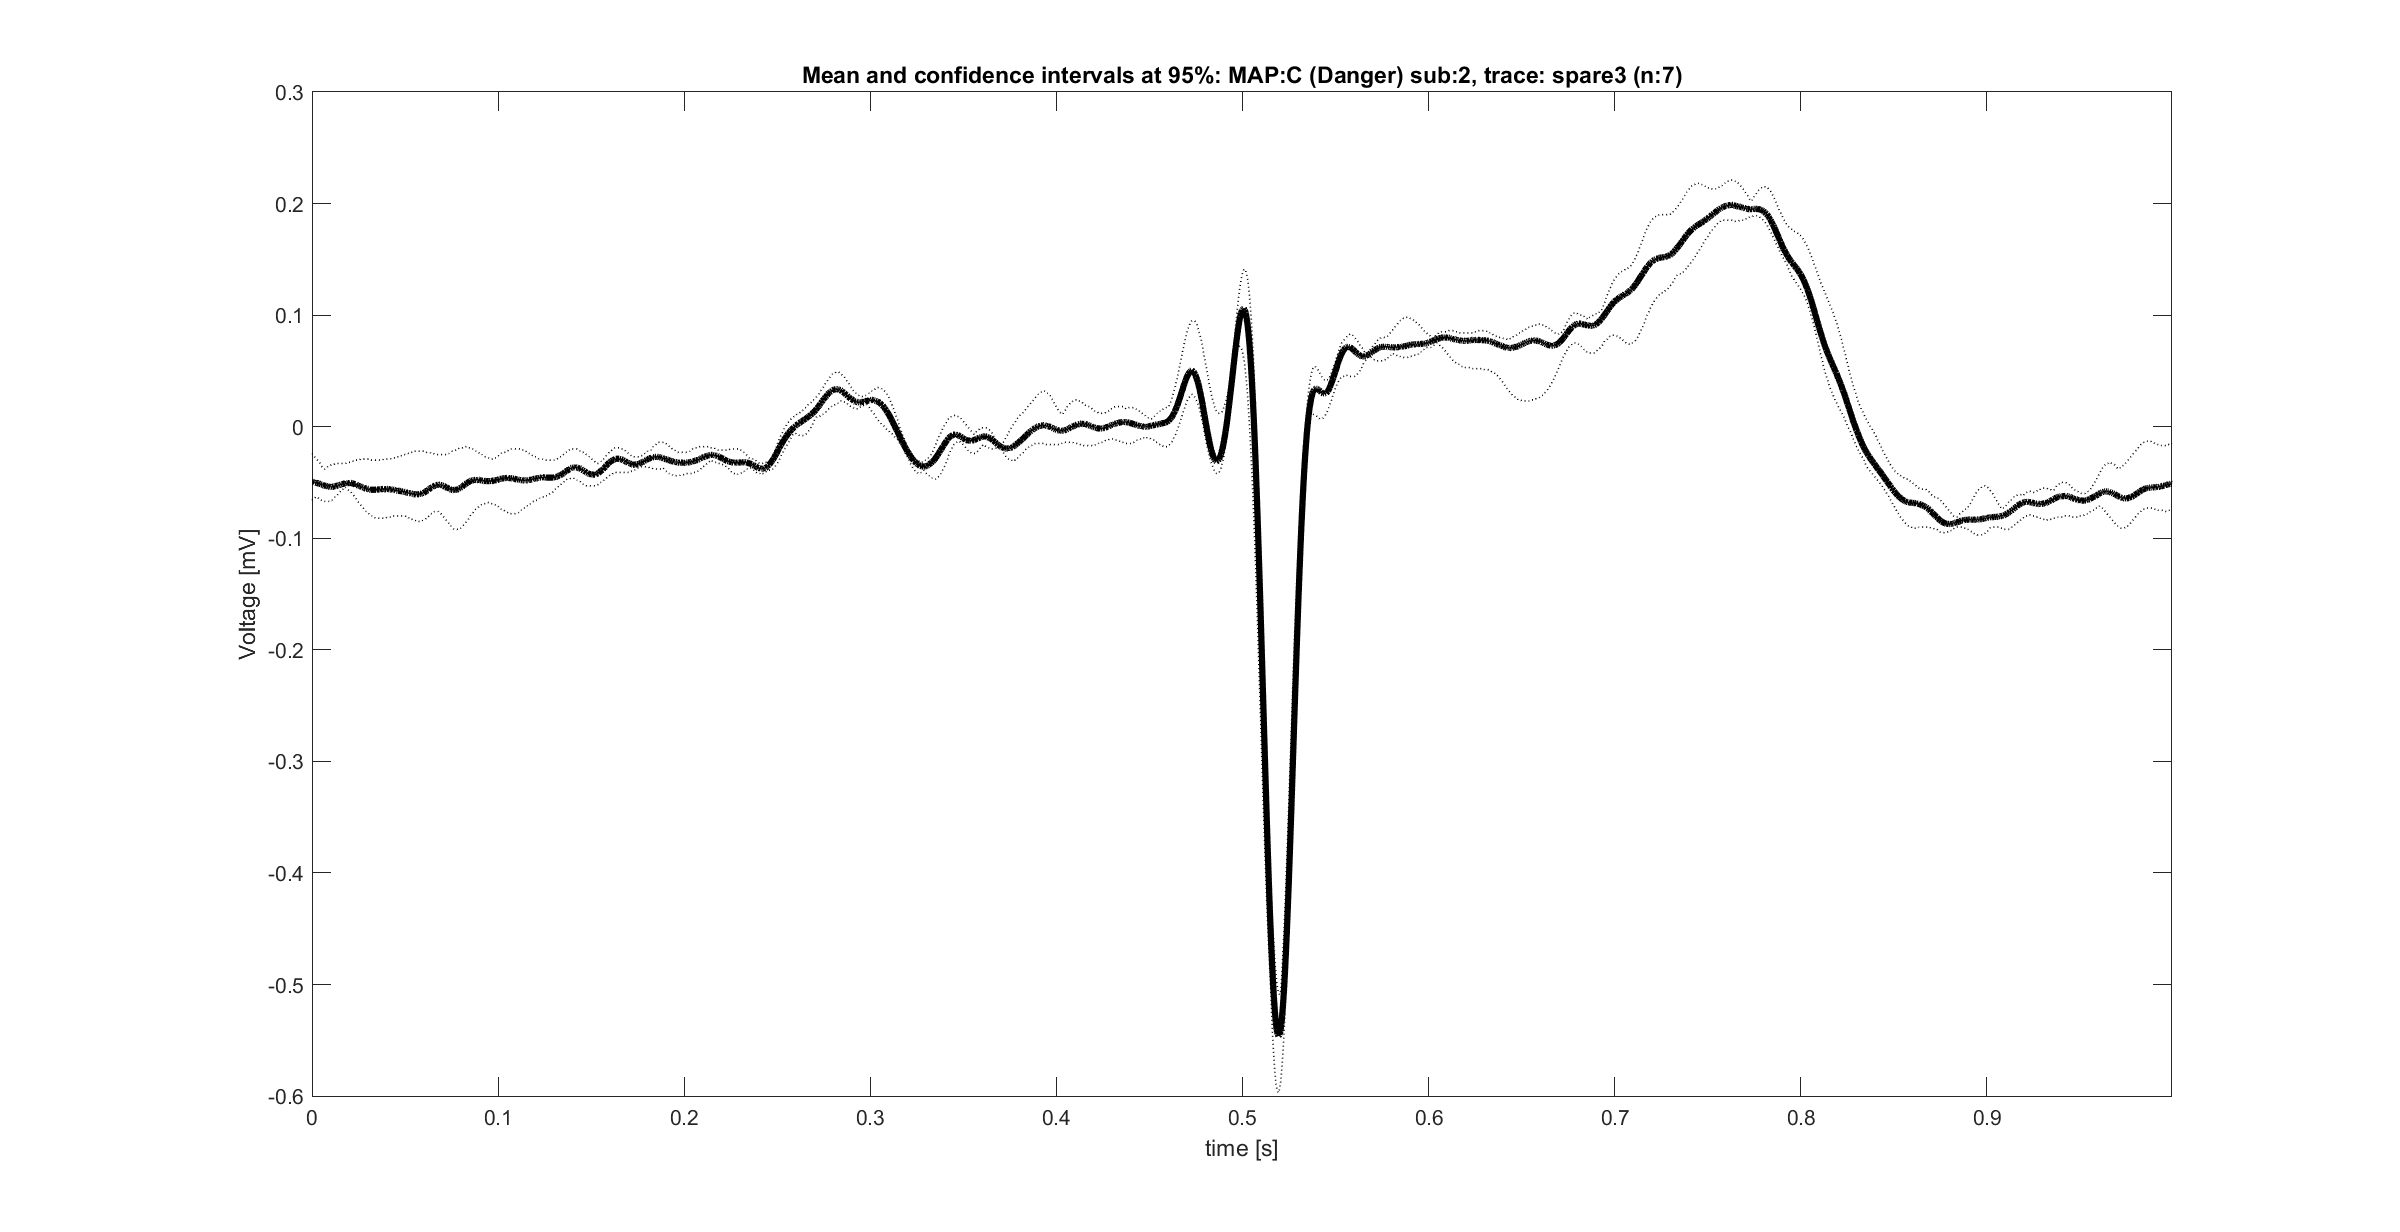 Mean and confidence intervals at 95%: MAP:C (Danger) sub:2, trace: spare3 (n:7)
0.3
0.2
0.1
0
-0.1
-0.2
-0.3
-0.4
-0.5
-0.6
Voltage [mV]
0 0.1 0.2 0.3 0.4 0.5 0.6 0.7 0.8 0.9
time [s]